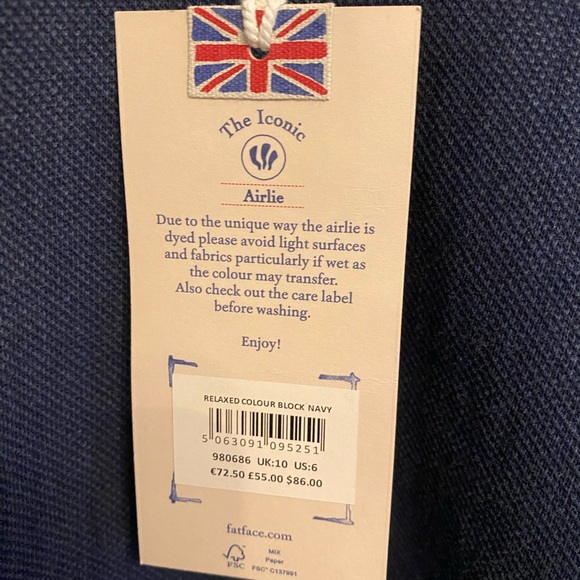 The Iconic
Airlie
Due to the unique way the airlie is
dyed please avoid light surfaces
and fabrics particularly if wet as
the colour may transfer.
Also check out the care label
before washing.
Enjoy!
RELAXED COLOUR BLOCK NAVY
5 063091 095251
980686 UK:10 US:6
€72.50 £55.00 $86.00
fatface.com
FSC
MIX
Paper
FSC® C137991